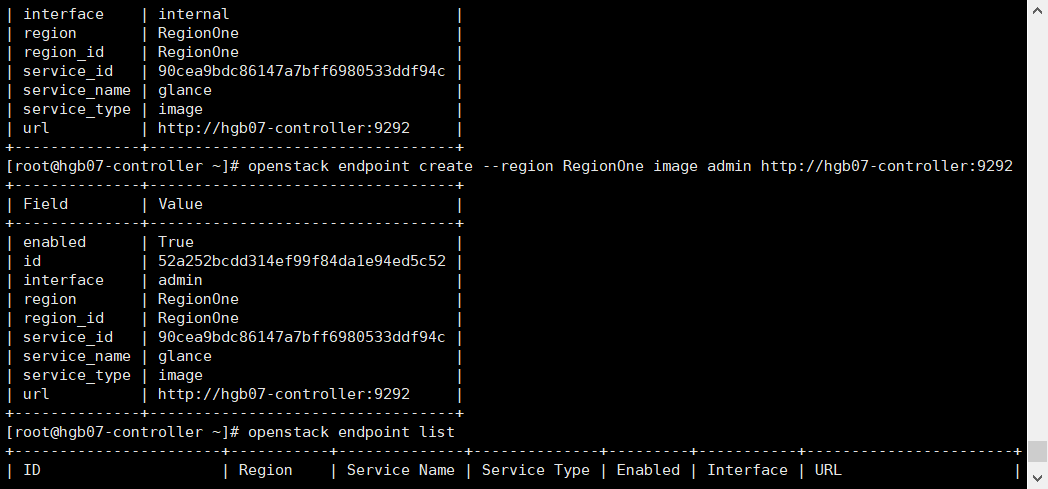 | interface    | internal                         |
| region       | RegionOne                        |
| region_id    | RegionOne                        |
| service_id   | 90cea9bdc86147a7bff6980533ddf94c |
| service_name | glance                           |
| service_type | image                            |
| url          | http://hgb07-controller:9292     |
+--------------+----------------------------------+
[root@hgb07-controller ~]# openstack endpoint create --region RegionOne image admin http://hgb07-controller:9292
+--------------+----------------------------------+
| Field        | Value                            |
+--------------+----------------------------------+
| enabled      | True                             |
| id           | 52a252bcdd314ef99f84da1e94ed5c52 |
| interface    | admin                            |
| region       | RegionOne                        |
| region_id    | RegionOne                        |
| service_id   | 90cea9bdc86147a7bff6980533ddf94c |
| service_name | glance                           |
| service_type | image                            |
| url          | http://hgb07-controller:9292     |
+--------------+----------------------------------+
[root@hgb07-controller ~]# openstack endpoint list
+-----------------------+-----------+--------------+--------------+---------+-----------+-----------------------+
| ID                    | Region    | Service Name | Service Type | Enabled | Interface | URL                   |